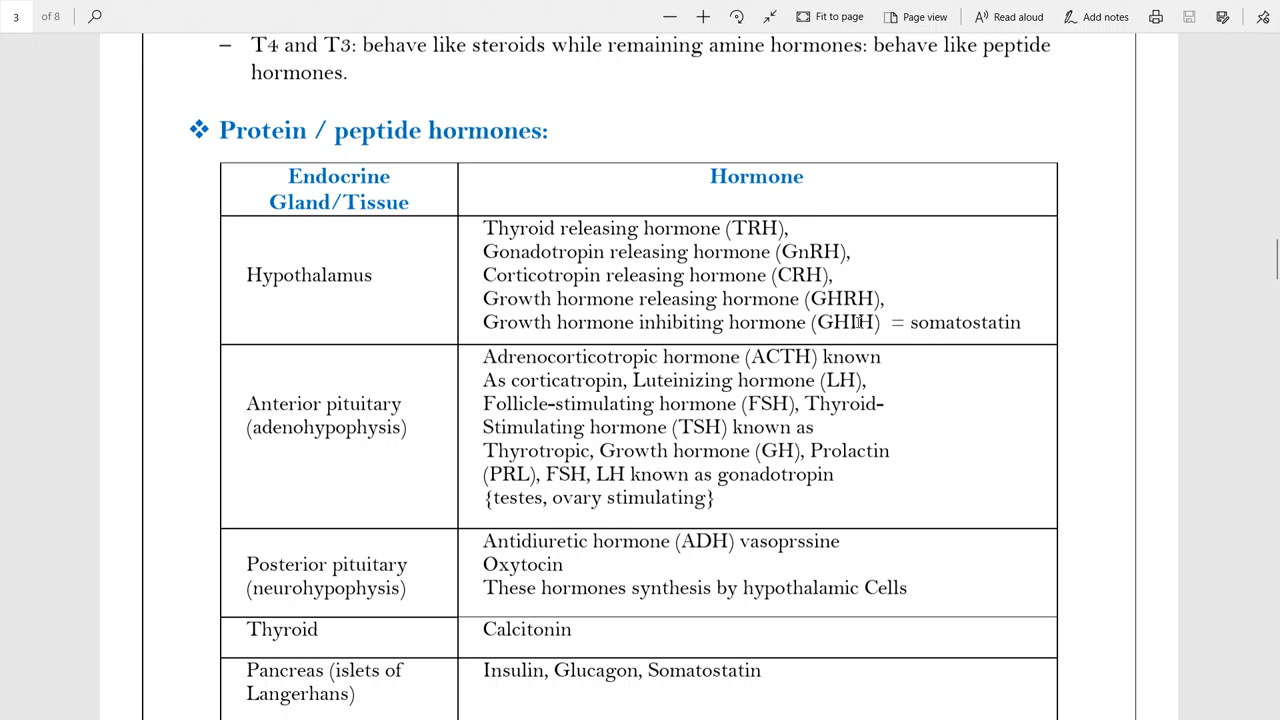 3 of 8 Fit to page Page view Read aloud Add notes
– T4 and T3: behave like steroids while remaining amine hormones: behave like peptide
hormones.
❖ Protein / peptide hormones:
Endocrine
Gland/Tissue
Hormone
Hypothalamus
Thyroid releasing hormone (TRH),
Gonadotropin releasing hormone (GnRH),
Corticotropin releasing hormone (CRH),
Growth hormone releasing hormone (GHRH),
Growth hormone inhibiting hormone (GHIH) = somatostatin
Anterior pituitary
(adenohypophysis)
Adrenocorticotropic hormone (ACTH) known
As corticatropin, Luteinizing hormone (LH),
Follicle-stimulating hormone (FSH), Thyroid-
Stimulating hormone (TSH) known as
Thyrotropic, Growth hormone (GH), Prolactin
(PRL), FSH, LH known as gonadotropin
{testes, ovary stimulating}
Posterior pituitary
(neurohypophysis)
Antidiuretic hormone (ADH) vasoprssine
Oxytocin
These hormones synthesis by hypothalamic Cells
Thyroid
Calcitonin
Pancreas (islets of
Langerhans)
Insulin, Glucagon, Somatostatin